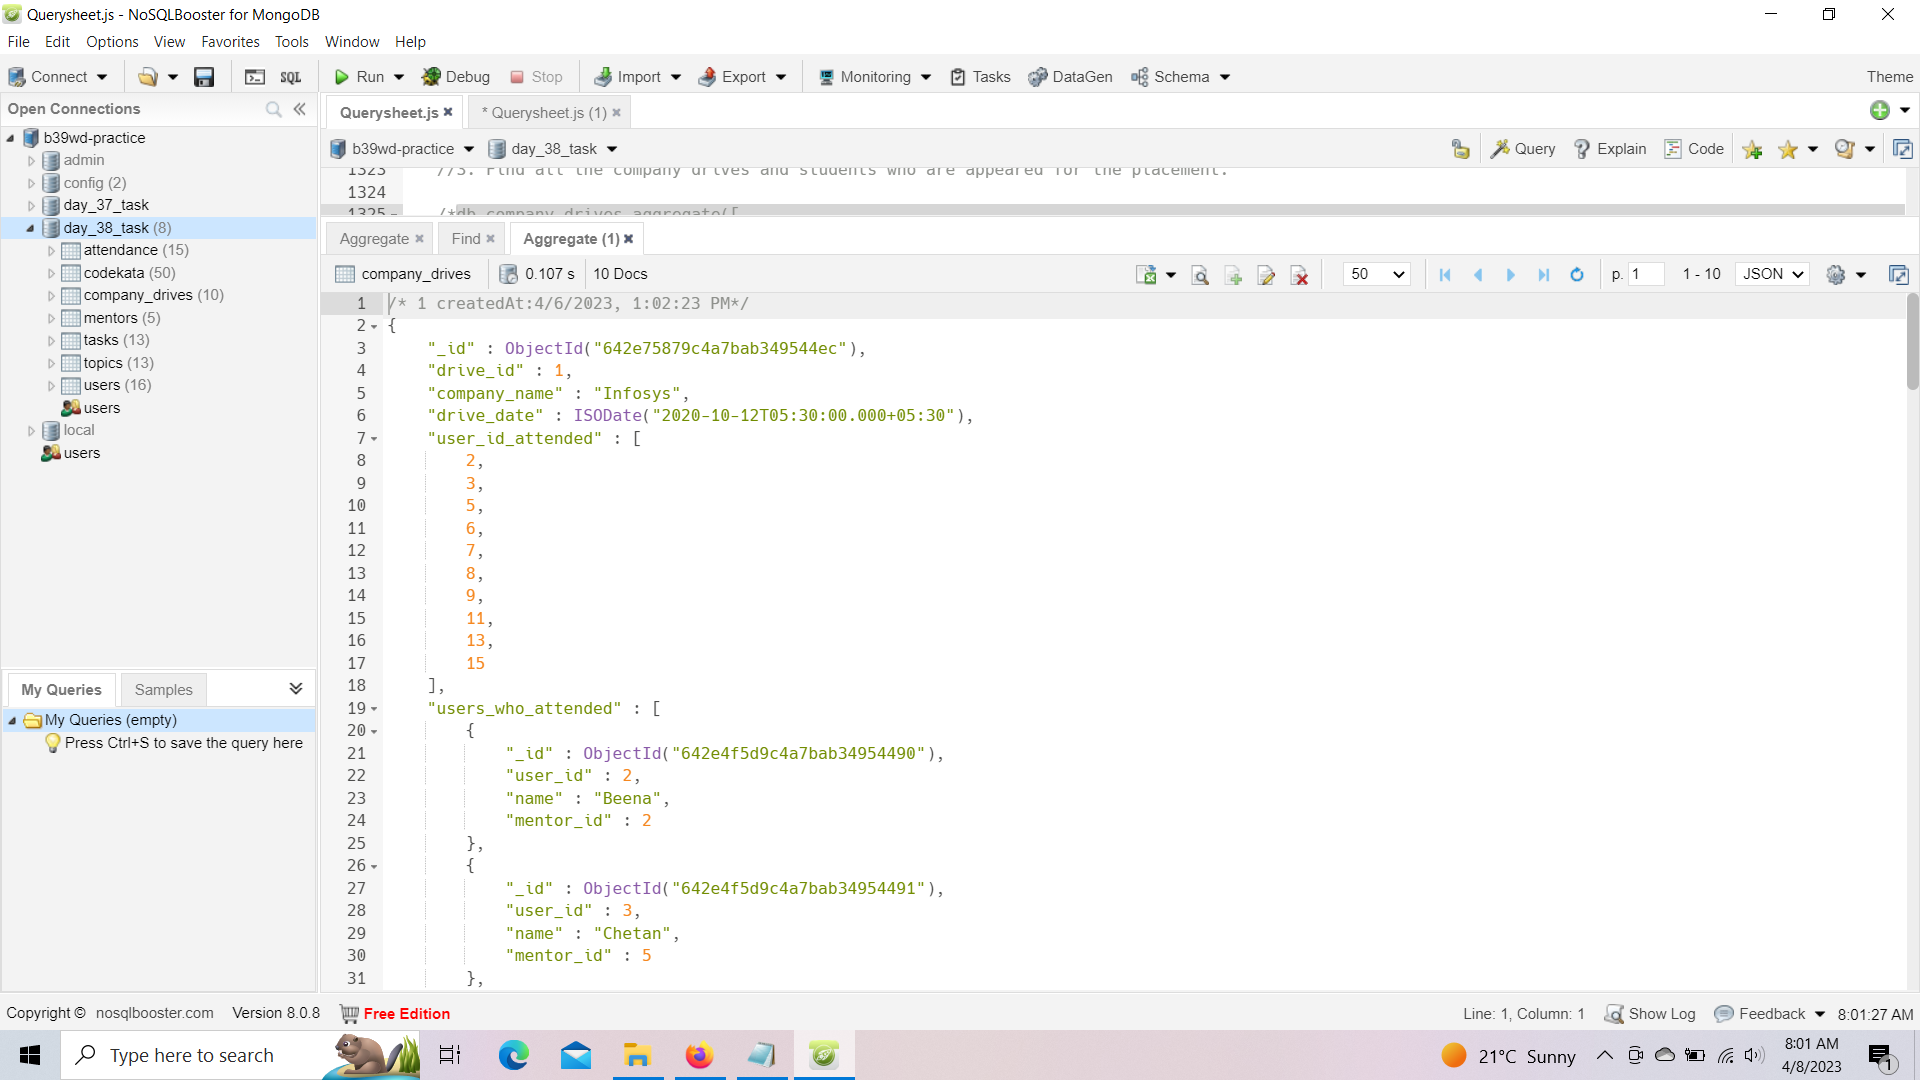 Querysheet.js - NoSQLBooster for MongoDB
File Edit Options View Favorites Tools Window Help
Connect SQL Run Debug Stop Import Export Monitoring Tasks DataGen Schema Theme
Open Connections
b39wd-practice
admin
config (2)
day_37_task
day_38_task (8)
attendance (15)
codekata (50)
company_drives (10)
mentors (5)
tasks (13)
topics (13)
users (16)
users
local
users
My Queries Samples
My Queries (empty)
Press Ctrl+S to save the query here
Querysheet.js * Querysheet.js (1)
b39wd-practice day_38_task Query Explain Code
1323 //3. Find all the company drives and students who are appeared for the placement.
1324
1325 /*db.company_drives.aggregate([
Aggregate Find Aggregate (1)
company_drives 0.107 s 10 Docs 50 p. 1 1 - 10 JSON
1 /* 1 createdAt:4/6/2023, 1:02:23 PM*/
2 {
3 "_id" : ObjectId("642e75879c4a7bab349544ec"),
4 "drive_id" : 1,
5 "company_name" : "Infosys",
6 "drive_date" : ISODate("2020-10-12T05:30:00.000+05:30"),
7 "user_id_attended" : [
8 2,
9 3,
10 5,
11 6,
12 7,
13 8,
14 9,
15 11,
16 13,
17 15
18 ],
19 "users_who_attended" : [
20 {
21 "_id" : ObjectId("642e4f5d9c4a7bab34954490"),
22 "user_id" : 2,
23 "name" : "Beena",
24 "mentor_id" : 2
25 },
26 {
27 "_id" : ObjectId("642e4f5d9c4a7bab34954491"),
28 "user_id" : 3,
29 "name" : "Chetan",
30 "mentor_id" : 5
31 },
Copyright © nosqlbooster.com Version 8.0.8 Free Edition Line: 1, Column: 1 Show Log Feedback 8:01:27 AM
Type here to search 21°C Sunny 8:01 AM
4/8/2023 1